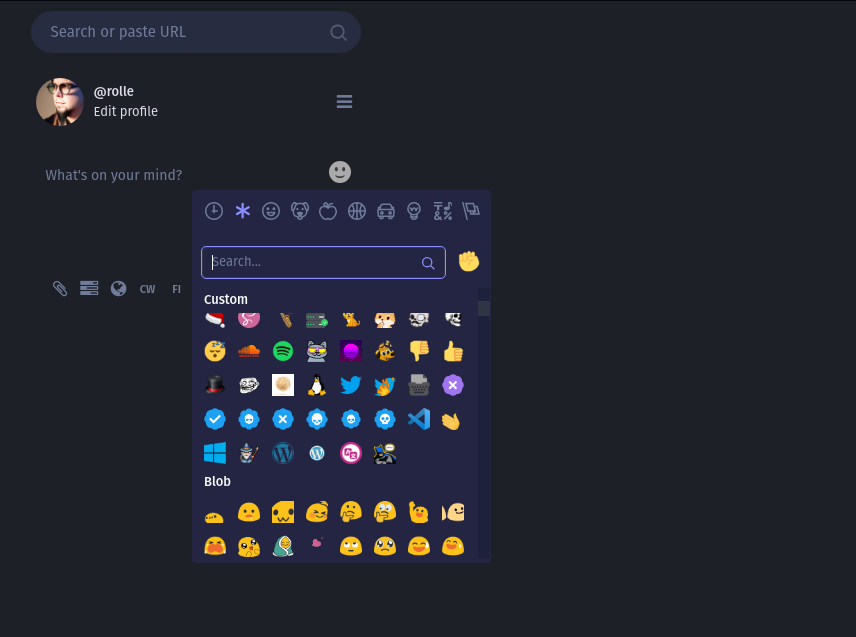 Search or paste URL
@rolle
Edit profile
What's on your mind?
Search...
CW
FI
Custom
Blob